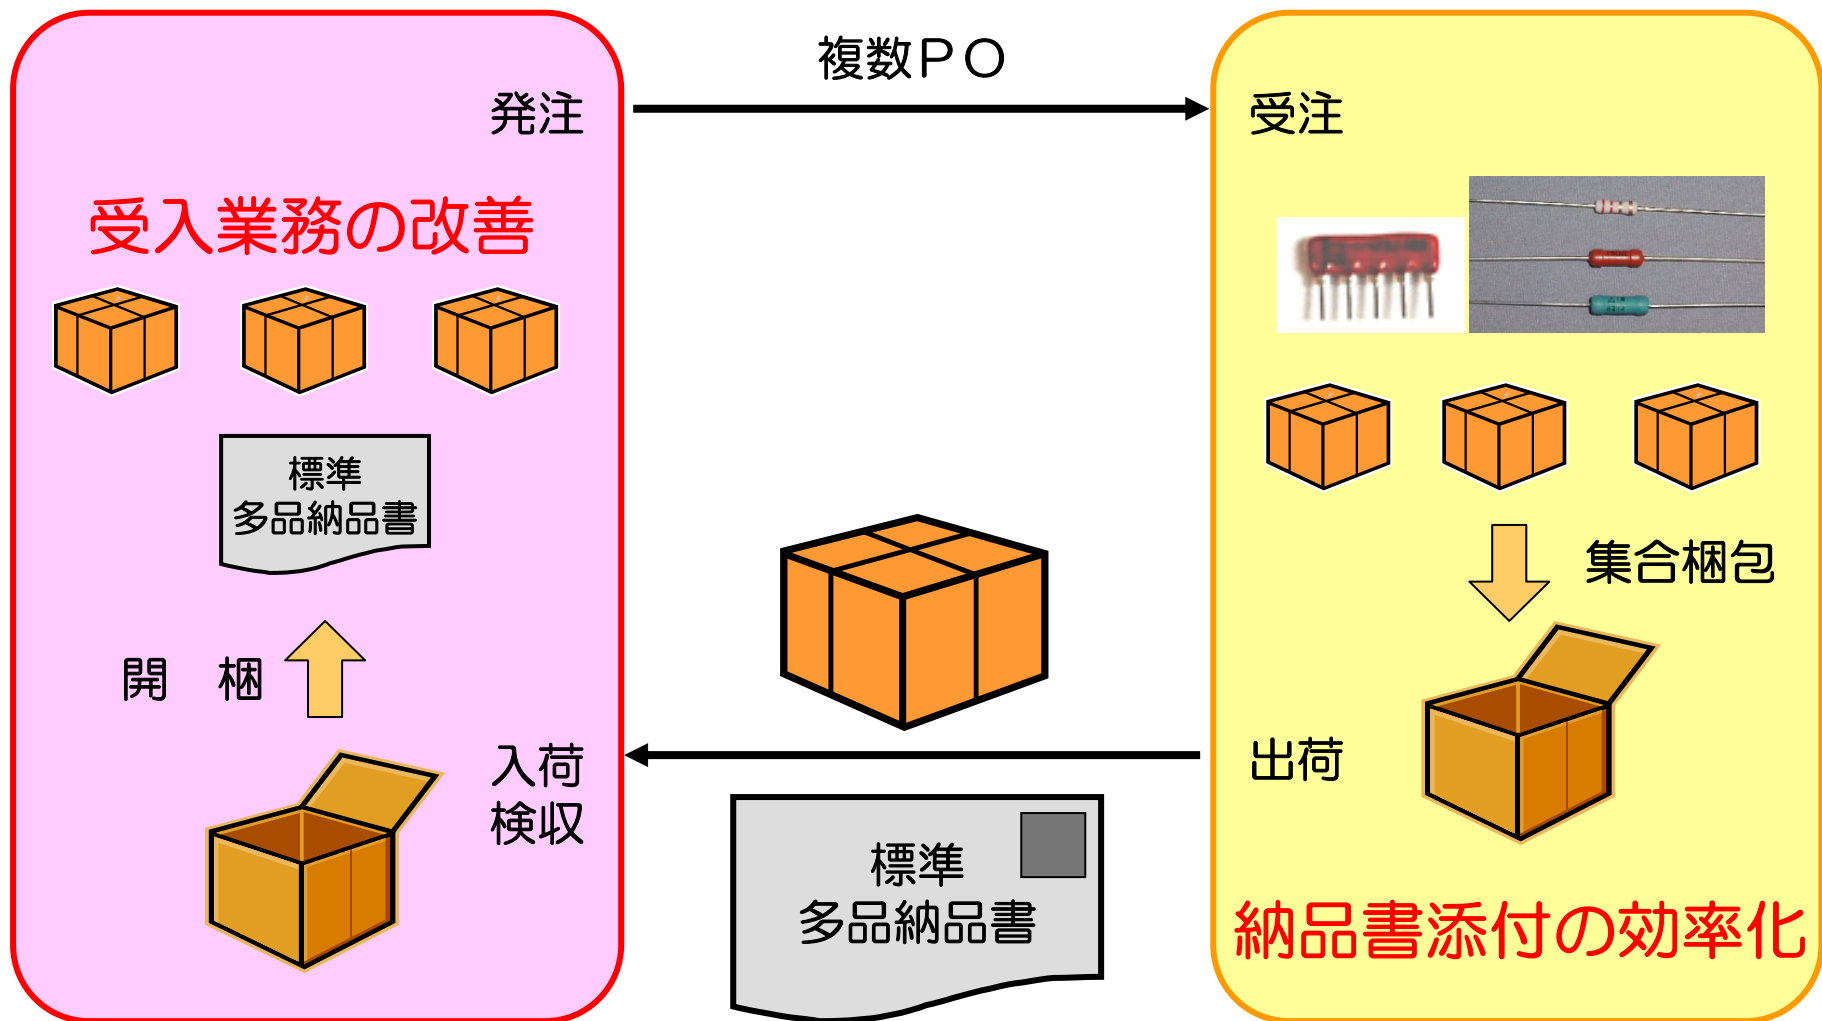 複数ＰＯ
発注
受注
受入業務の改善
標準
多品納品書
集合梱包
開　梱
入荷
検収
出荷
標準
多品納品書
納品書添付の効率化